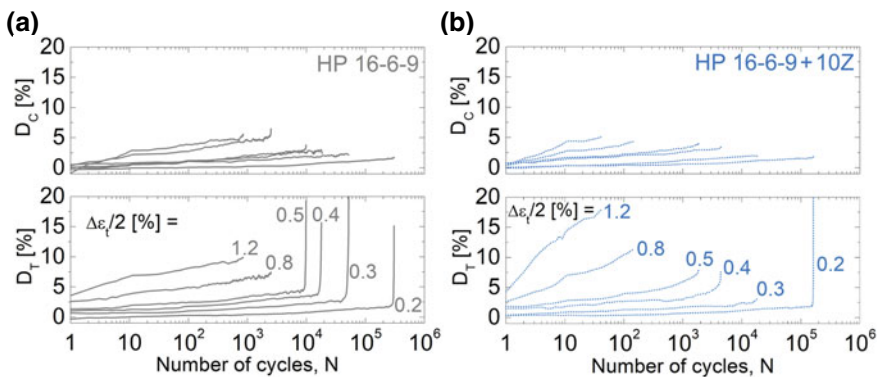 (a)
20
15
10
5
0
D_C [%]
HP 16-6-9
20
15
10
5
0
D_T [%]
Δε_t/2 [%] =
1.2
0.8
0.5
0.4
0.3
0.2
1 10 10^2 10^3 10^4 10^5 10^6
Number of cycles, N
(b)
20
15
10
5
0
D_C [%]
HP 16-6-9 + 10Z
20
15
10
5
0
D_T [%]
Δε_t/2 [%] =
1.2
0.8
0.5
0.4
0.3
0.2
1 10 10^2 10^3 10^4 10^5 10^6
Number of cycles, N